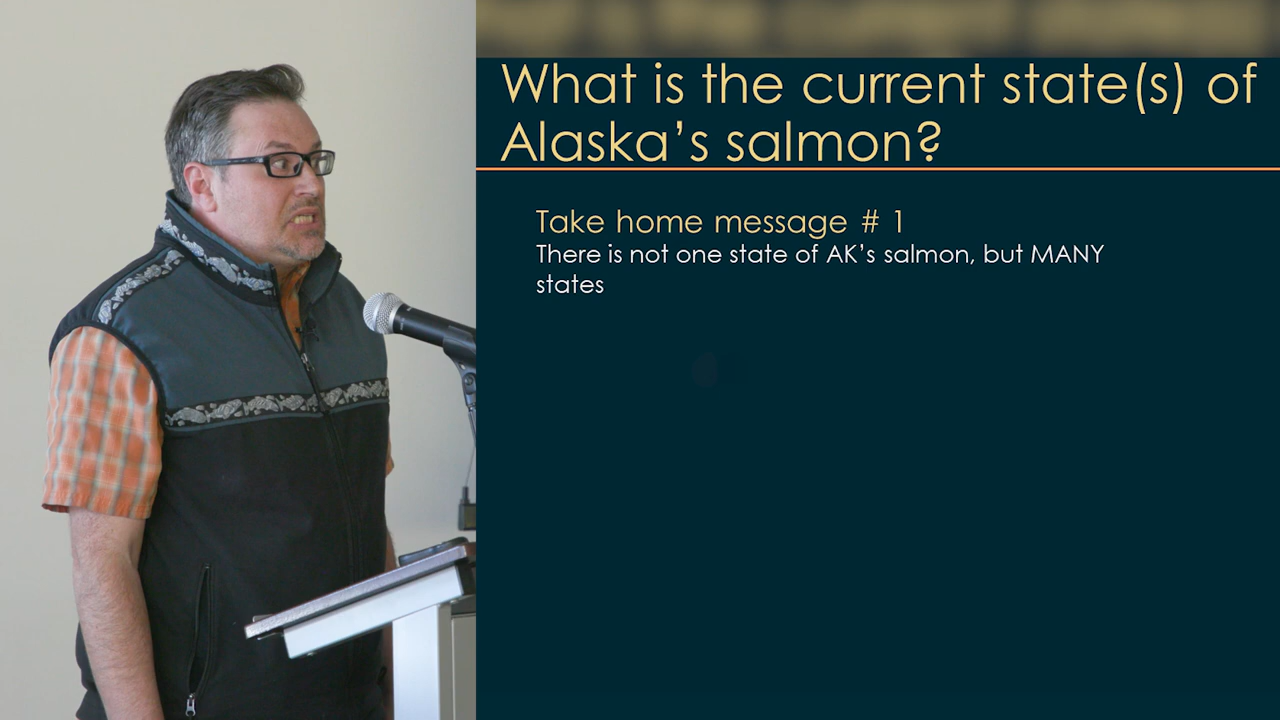 What is the current state(s) of
Alaska's salmon?
Take home message # 1
There is not one state of AK's salmon, but MANY
states